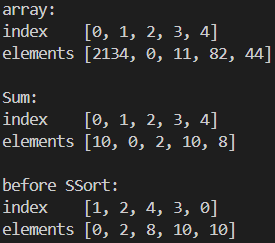 array:
index    [0, 1, 2, 3, 4]
elements [2134, 0, 11, 82, 44]

Sum:
index    [0, 1, 2, 3, 4]
elements [10, 0, 2, 10, 8]

before SSort:
index    [1, 2, 4, 3, 0]
elements [0, 2, 8, 10, 10]